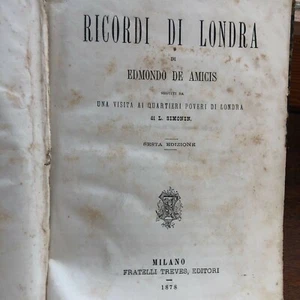 RICORDI DI LONDRA
DI
EDMONDO DE AMICIS
SEGUITI DA
UNA VISITA AI QUARTIERI POVERI DI LONDRA
di L. SIMONIN.
SESTA EDIZIONE
MILANO
FRATELLI TREVES, EDITORI
1878